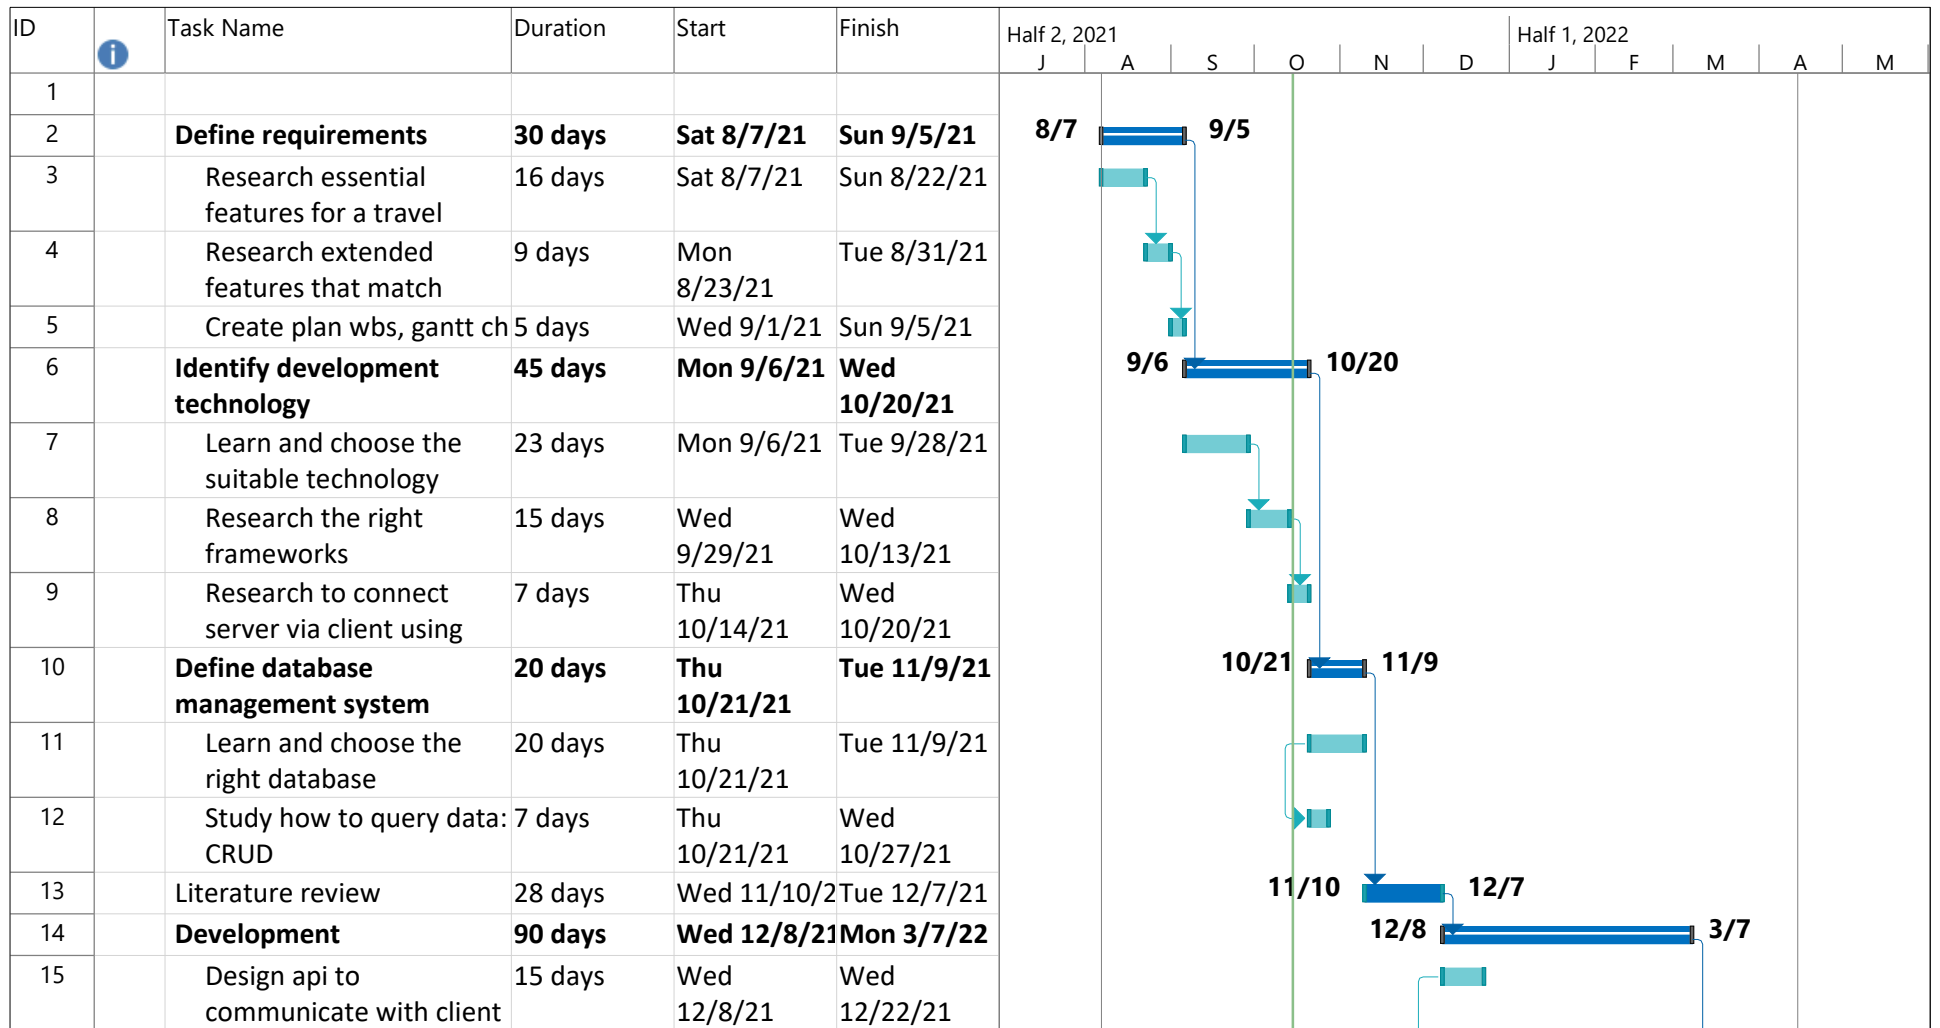 ID Task Name Duration Start Finish
Half 2, 2021 Half 1, 2022
J A S O N D J F M A M
1
2 Define requirements 30 days Sat 8/7/21 Sun 9/5/21 8/7 9/5
3 Research essential 16 days Sat 8/7/21 Sun 8/22/21
features for a travel
4 Research extended 9 days Mon Tue 8/31/21
features that match 8/23/21
5 Create plan wbs, gantt ch 5 days Wed 9/1/21 Sun 9/5/21
6 Identify development 45 days Mon 9/6/21 Wed 9/6 10/20
technology 10/20/21
7 Learn and choose the 23 days Mon 9/6/21 Tue 9/28/21
suitable technology
8 Research the right 15 days Wed Wed
frameworks 9/29/21 10/13/21
9 Research to connect 7 days Thu Wed
server via client using 10/14/21 10/20/21
10 Define database 20 days Thu Tue 11/9/21 10/21 11/9
management system 10/21/21
11 Learn and choose the 20 days Thu Tue 11/9/21
right database 10/21/21
12 Study how to query data: 7 days Thu Wed
CRUD 10/21/21 10/27/21
13 Literature review 28 days Wed 11/10/2 Tue 12/7/21 11/10 12/7
14 Development 90 days Wed 12/8/21 Mon 3/7/22 12/8 3/7
15 Design api to 15 days Wed Wed
communicate with client 12/8/21 12/22/21